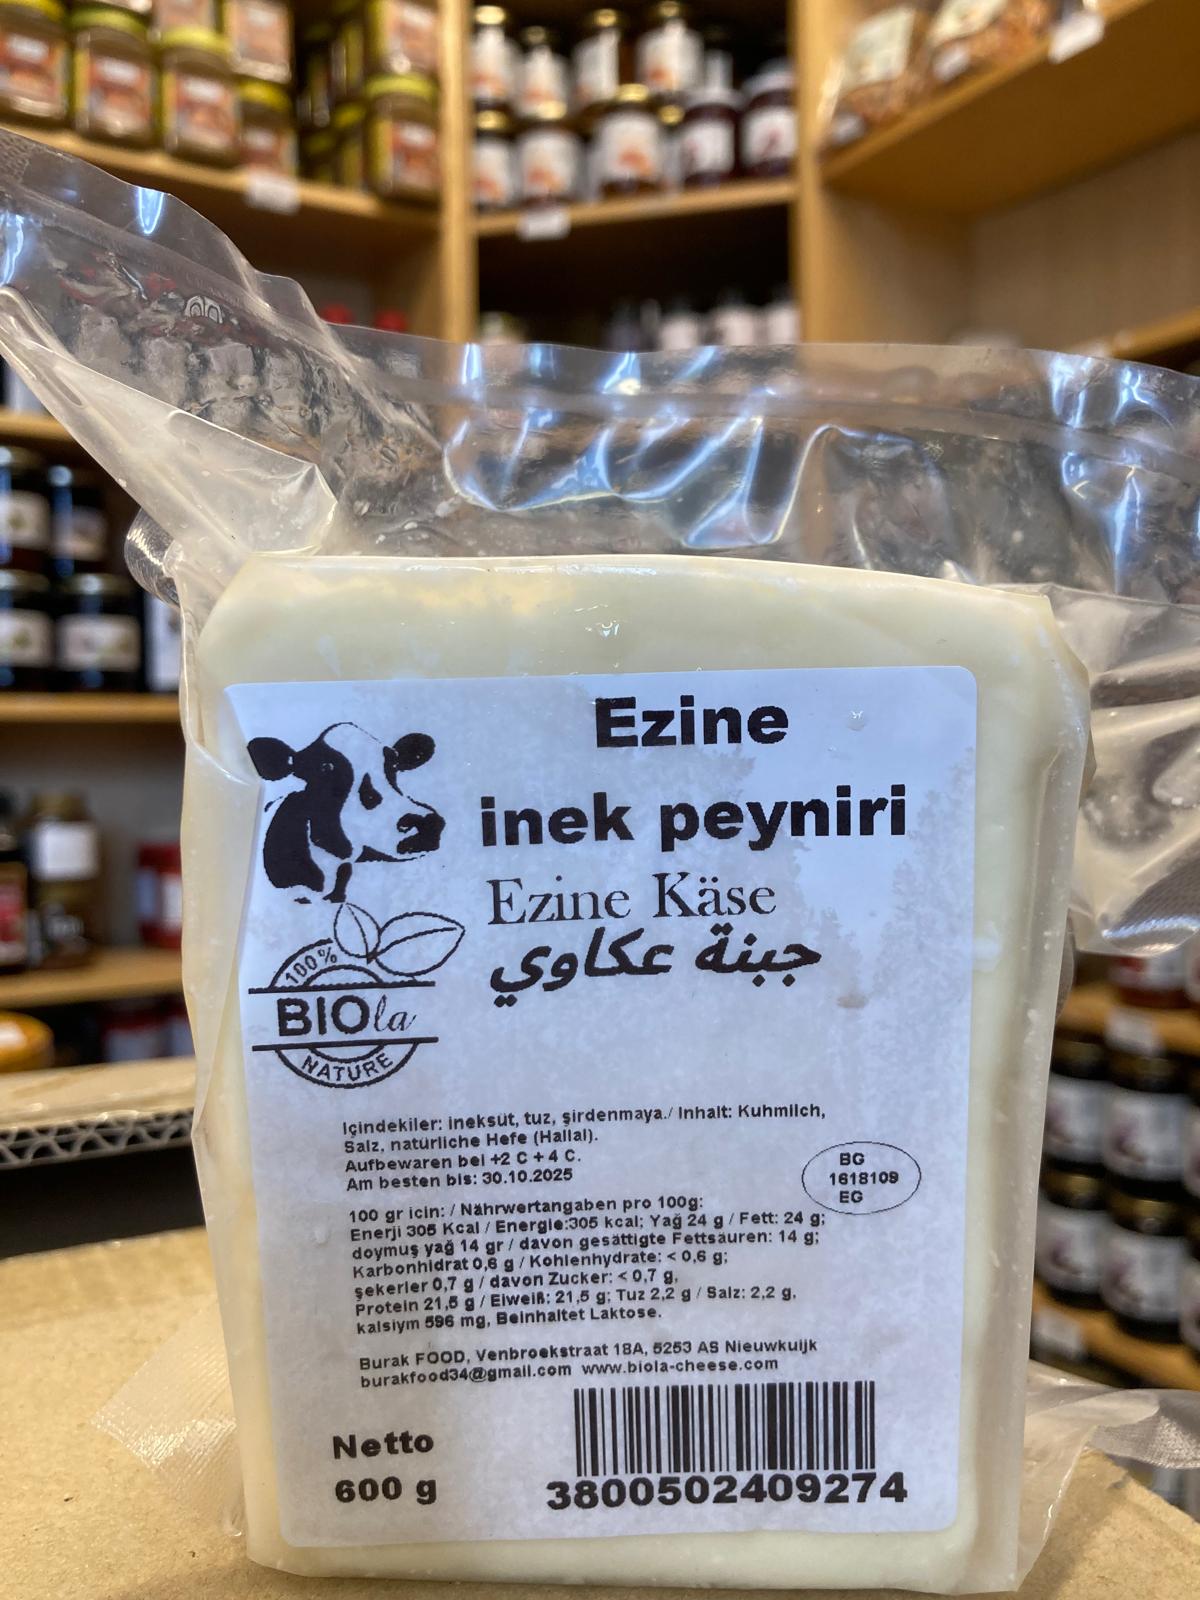 Ezine
inek peyniri
Ezine Käse
جبنة عكاوي
100%
BIOla
NATURE
Içindekiler: ineksüt, tuz, şirdenmaya./ Inhalt: Kuhmilch,
Salz, natürliche Hefe (Hallal).
Aufbewaren bei +2 C + 4 C.
Am besten bis: 30.10.2025
BG
1618109
EG
100 gr icin: / Nährwertangaben pro 100g:
Enerji 305 Kcal / Energie:305 kcal; Yağ 24 g / Fett: 24 g;
doymuş yağ 14 gr / davon gesättigte Fettsäuren: 14 g;
Karbonhidrat 0,6 g / Kohlenhydrate: < 0,6 g;
şekerler 0,7 g / davon Zucker: < 0,7 g,
Protein 21,5 g / Eiweiß: 21,5 g; Tuz 2,2 g / Salz: 2,2 g,
kalsiym 596 mg, Beinhaltet Laktose.
Burak FOOD, Venbroekstraat 18A, 5253 AS Nieuwkuijk
burakfood34@gmail.com www.biola-cheese.com
Netto
600 g
3800502409274